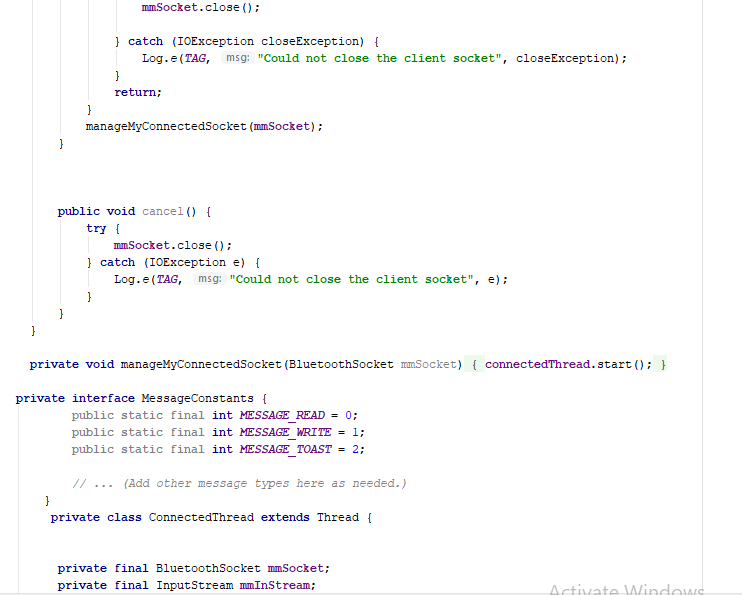 mmSocket.close();
} catch (IOException closeException) {
Log.e(TAG, msg: "Could not close the client socket", closeException);
}
return;
}
manageMyConnectedSocket(mmSocket);
}
public void cancel() {
try {
mmSocket.close();
} catch (IOException e) {
Log.e(TAG, msg: "Could not close the client socket", e);
}
}
}
private void manageMyConnectedSocket(BluetoothSocket mmSocket) { connectedThread.start(); }
private interface MessageConstants {
public static final int MESSAGE_READ = 0;
public static final int MESSAGE_WRITE = 1;
public static final int MESSAGE_TOAST = 2;
// ... (Add other message types here as needed.)
}
private class ConnectedThread extends Thread {
private final BluetoothSocket mmSocket;
private final InputStream mmInStream;
Activate Windows